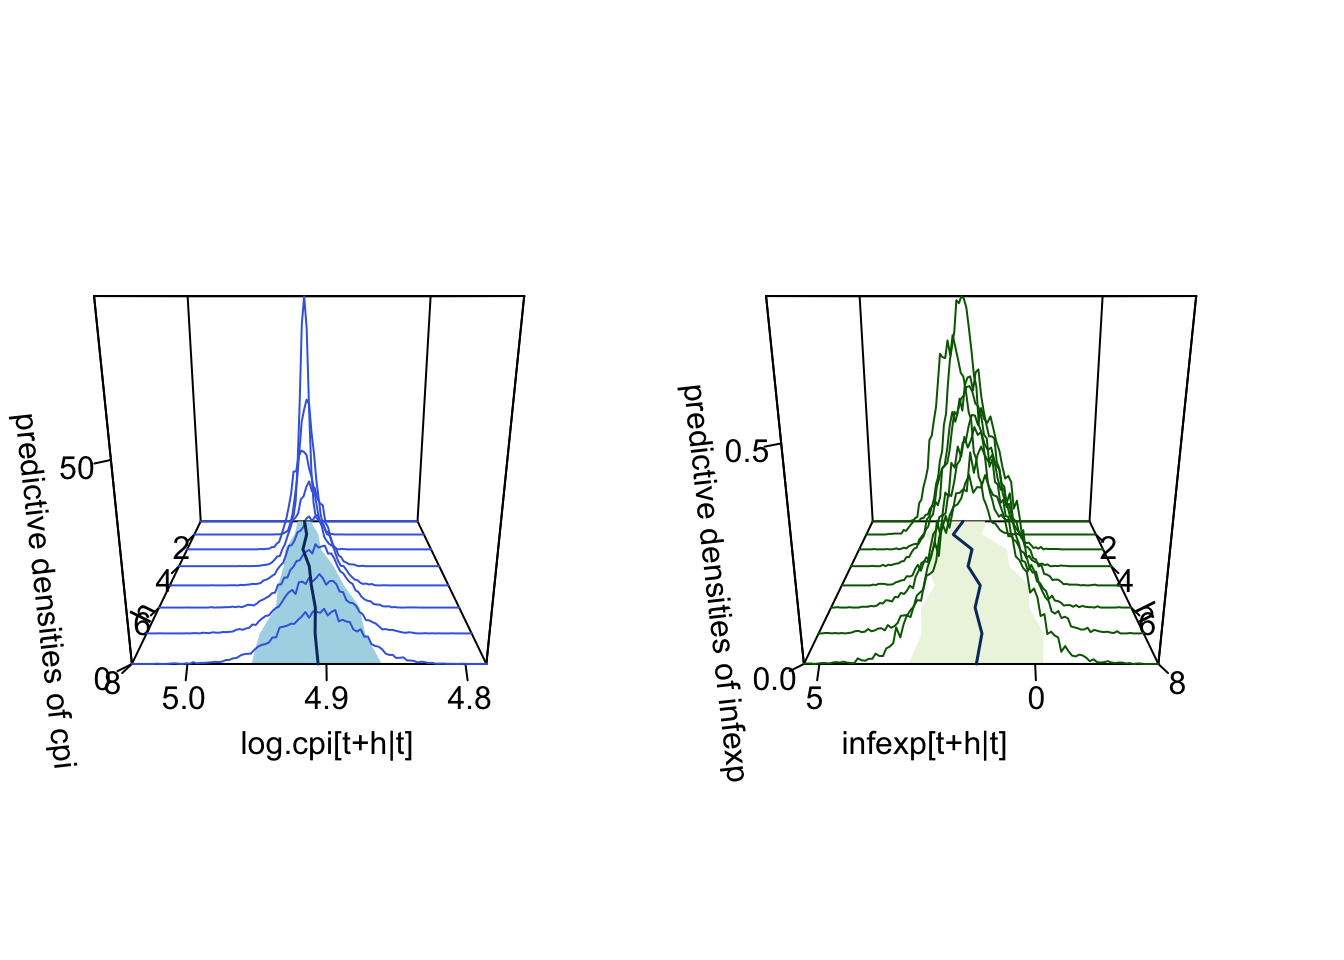 predictive densities of cpi
50
0
2
4
6
8
h
5.0
4.9
4.8
log.cpi[t+h|t]
predictive densities of infexp
0.5
0.0
5
0
infexp[t+h|t]
2
4
6
8
h